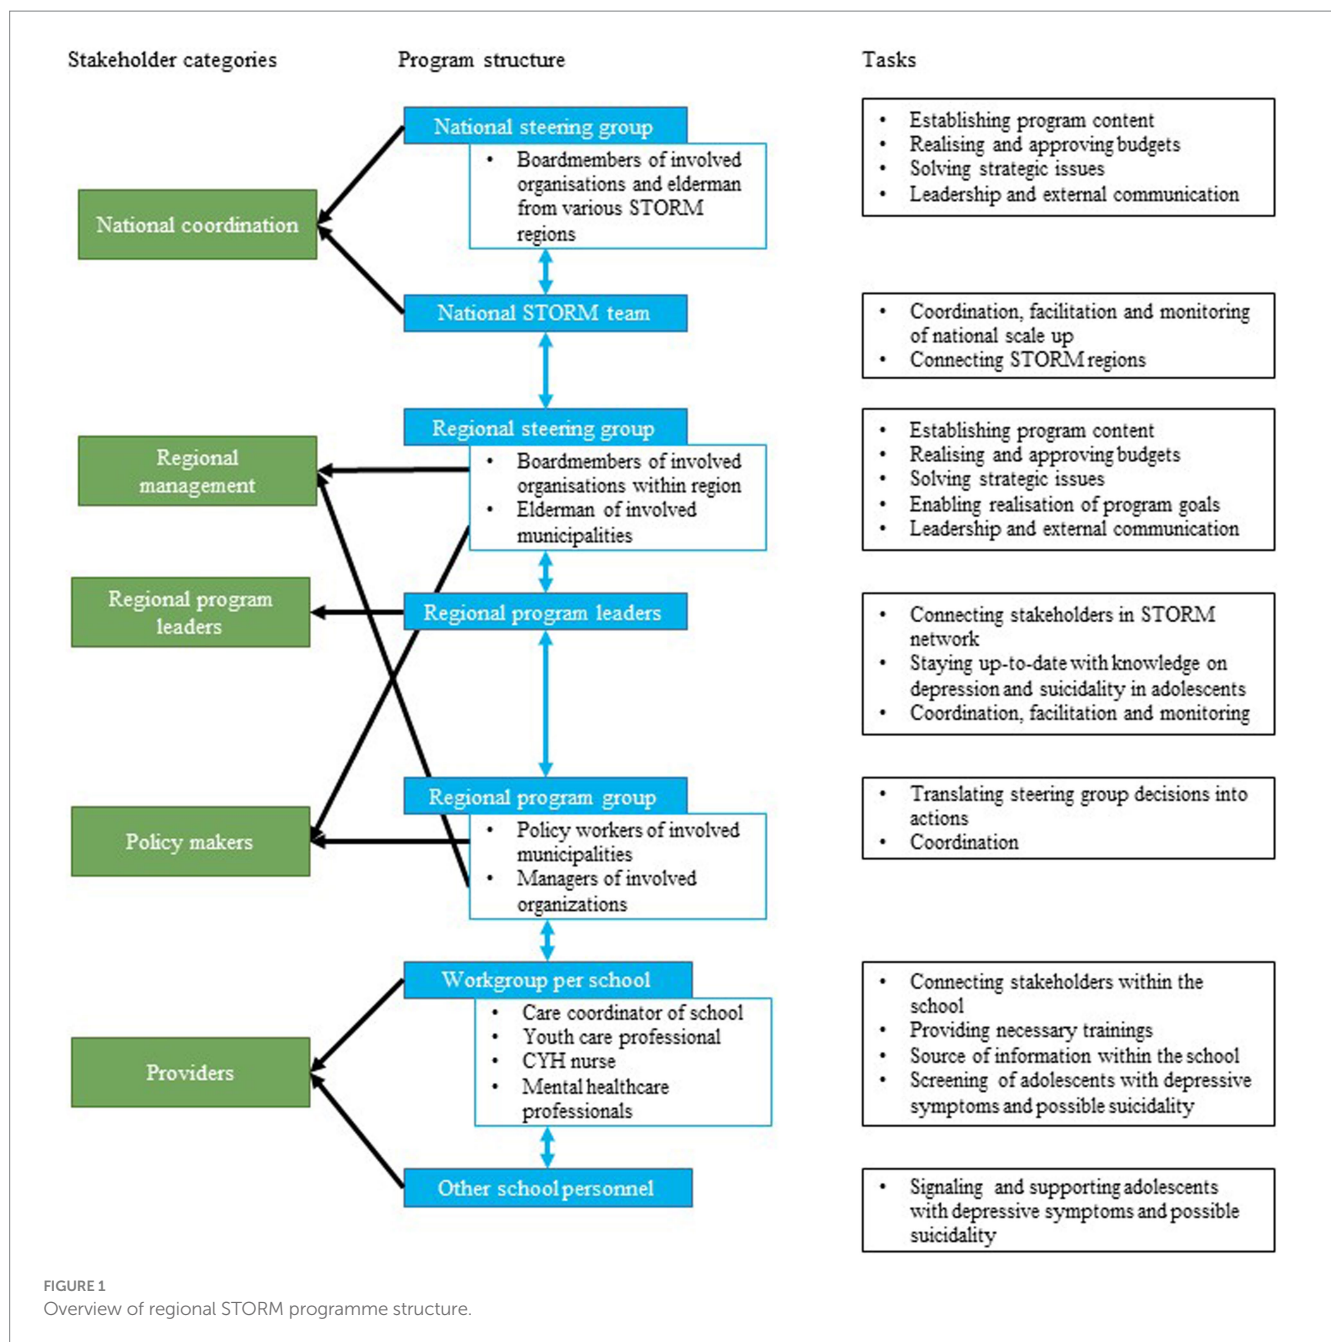 Stakeholder categories
Program structure
Tasks
National steering group
• Boardmembers of involved
organisations and elderman
from various STORM
regions
• Establishing program content
• Realising and approving budgets
• Solving strategic issues
• Leadership and external communication
National coordination
National STORM team
• Coordination, facilitation and monitoring
of national scale up
• Connecting STORM regions
Regional steering group
• Boardmembers of involved
organisations within region
• Elderman of involved
municipalities
• Establishing program content
• Realising and approving budgets
• Solving strategic issues
• Enabling realisation of program goals
• Leadership and external communication
Regional
management
Regional program
leaders
Regional program leaders
• Connecting stakeholders in STORM
network
• Staying up-to-date with knowledge on
depression and suicidality in adolescents
• Coordination, facilitation and monitoring
Regional program group
• Policy workers of involved
municipalities
• Managers of involved
organizations
• Translating steering group decisions into
actions
• Coordination
Policy makers
Workgroup per school
• Care coordinator of school
• Youth care professional
• CYH nurse
• Mental healthcare
professionals
• Connecting stakeholders within the
school
• Providing necessary trainings
• Source of information within the school
• Screening of adolescents with depressive
symptoms and possible suicidality
Providers
Other school personnel
• Signaling and supporting adolescents
with depressive symptoms and possible
suicidality
FIGURE 1
Overview of regional STORM programme structure.